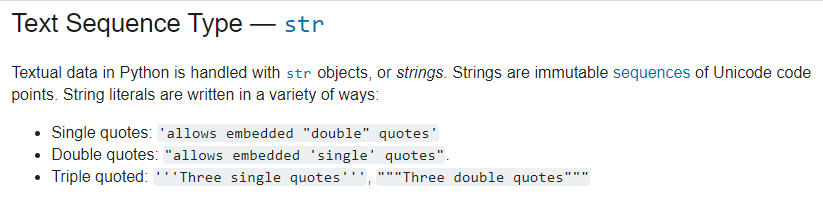 Text Sequence Type — str
Textual data in Python is handled with str objects, or strings. Strings are immutable sequences of Unicode code
points. String literals are written in a variety of ways:
• Single quotes: 'allows embedded "double" quotes'
• Double quotes: "allows embedded 'single' quotes".
• Triple quoted: '''Three single quotes''', """Three double quotes"""